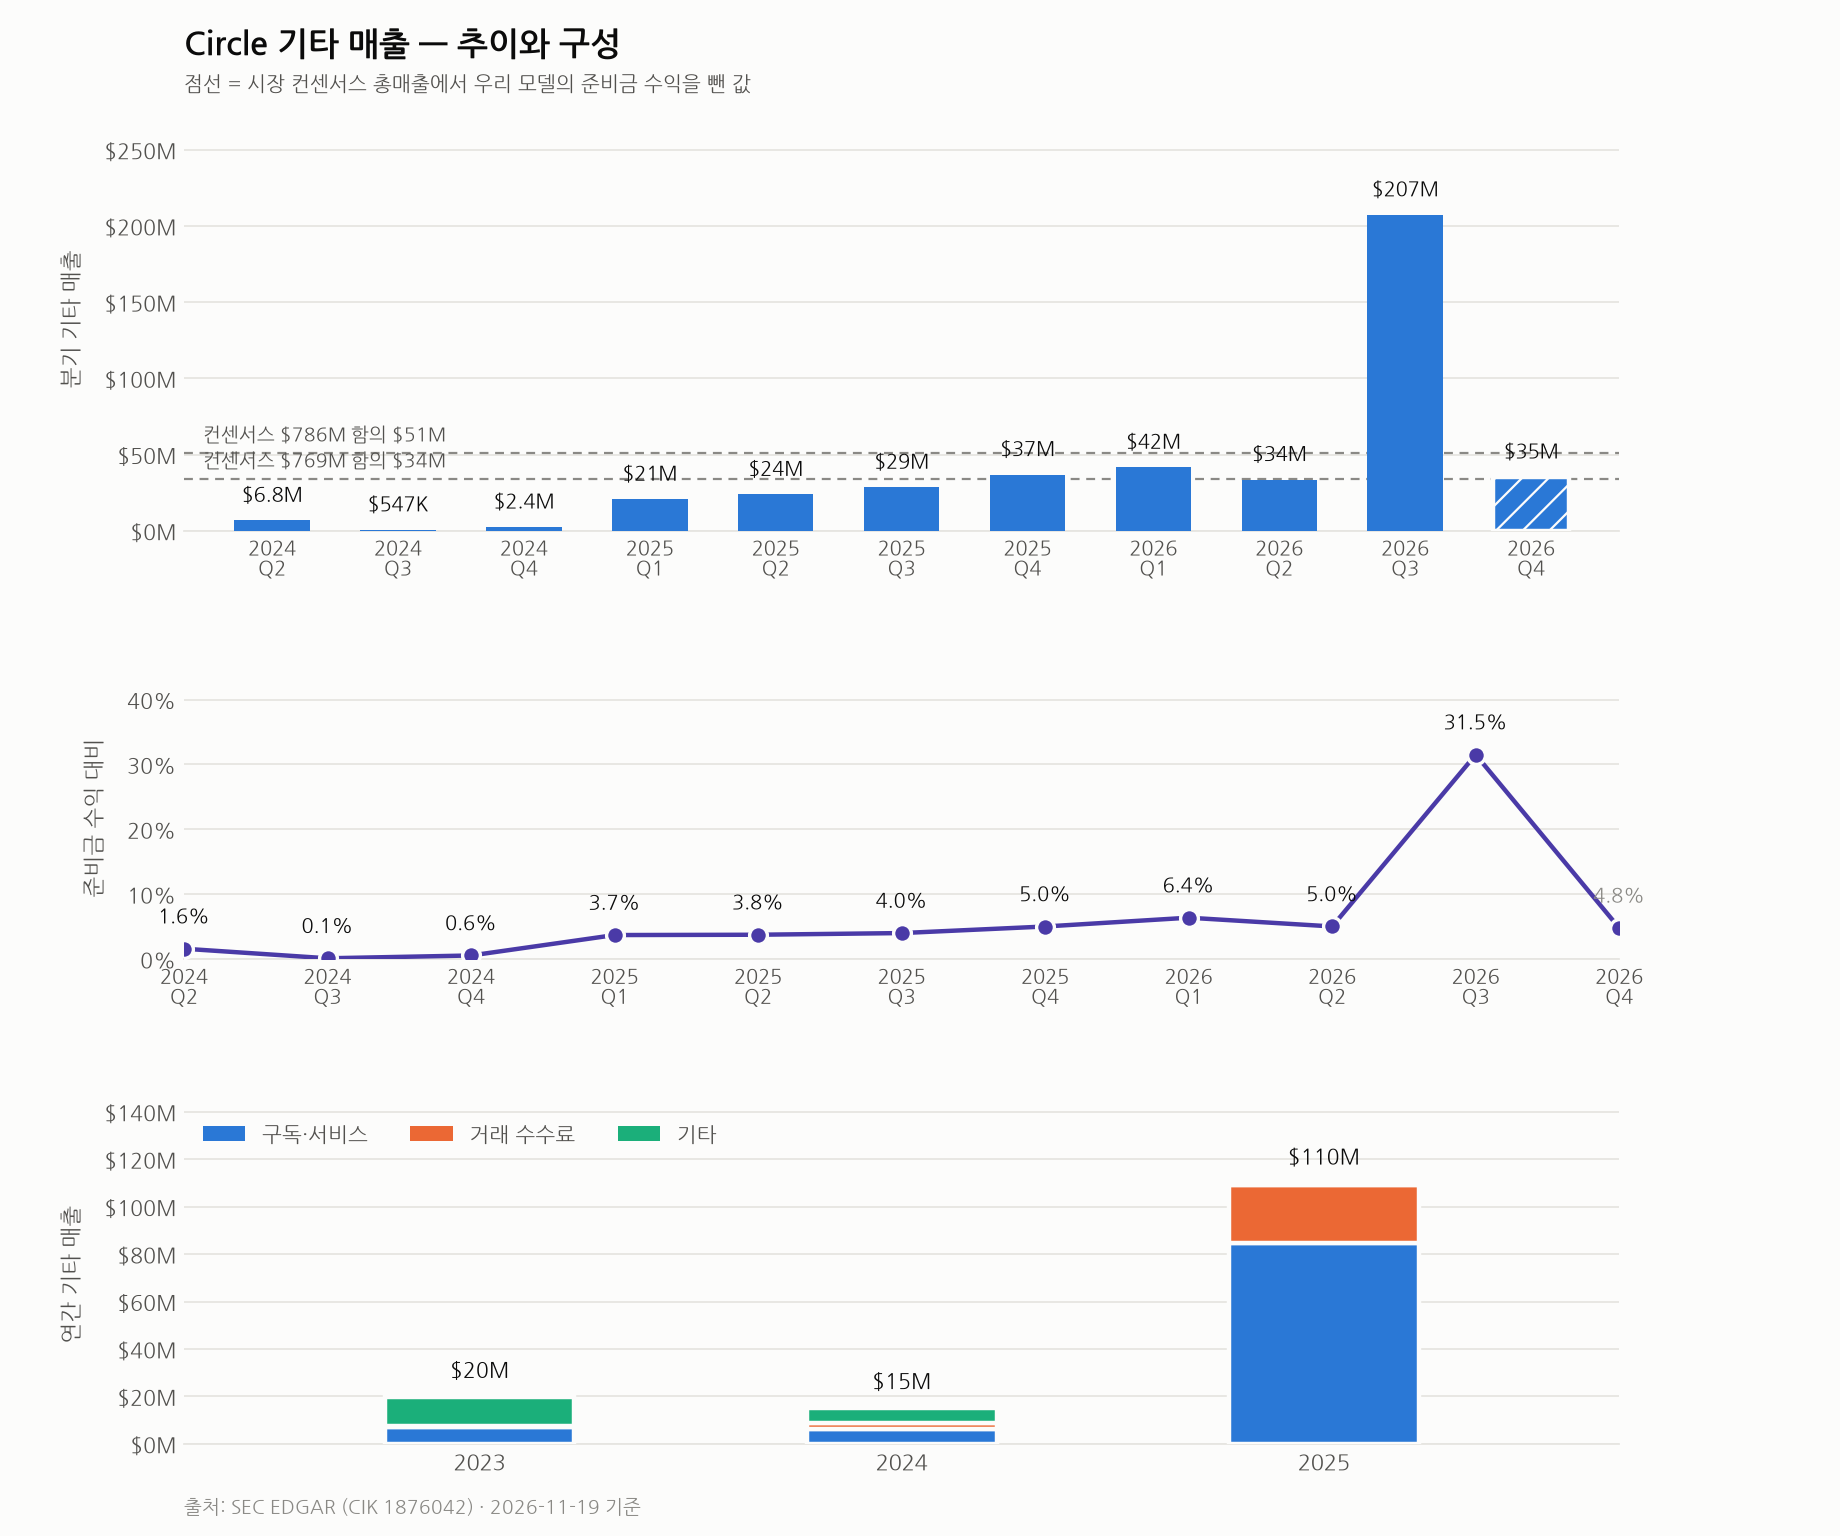 Circle 기타 매출 — 추이와 구성
점선 = 시장 컨센서스 총매출에서 우리 모델의 준비금 수익을 뺀 값
분기 기타 매출
$250M
$200M
$150M
$100M
$50M
$0M
컨센서스 $786M 함의 $51M
컨센서스 $769M 함의 $34M
$6.8M
$547K
$2.4M
$21M
$24M
$29M
$37M
$42M
$34M
$207M
$35M
2024 Q2
2024 Q3
2024 Q4
2025 Q1
2025 Q2
2025 Q3
2025 Q4
2026 Q1
2026 Q2
2026 Q3
2026 Q4
준비금 수익 대비
40%
30%
20%
10%
0%
1.6%
0.1%
0.6%
3.7%
3.8%
4.0%
5.0%
6.4%
5.0%
31.5%
4.8%
2024 Q2
2024 Q3
2024 Q4
2025 Q1
2025 Q2
2025 Q3
2025 Q4
2026 Q1
2026 Q2
2026 Q3
2026 Q4
연간 기타 매출
$140M
$120M
$100M
$80M
$60M
$40M
$20M
$0M
구독·서비스
거래 수수료
기타
$20M
$15M
$110M
2023
2024
2025
출처: SEC EDGAR (CIK 1876042) · 2026-11-19 기준